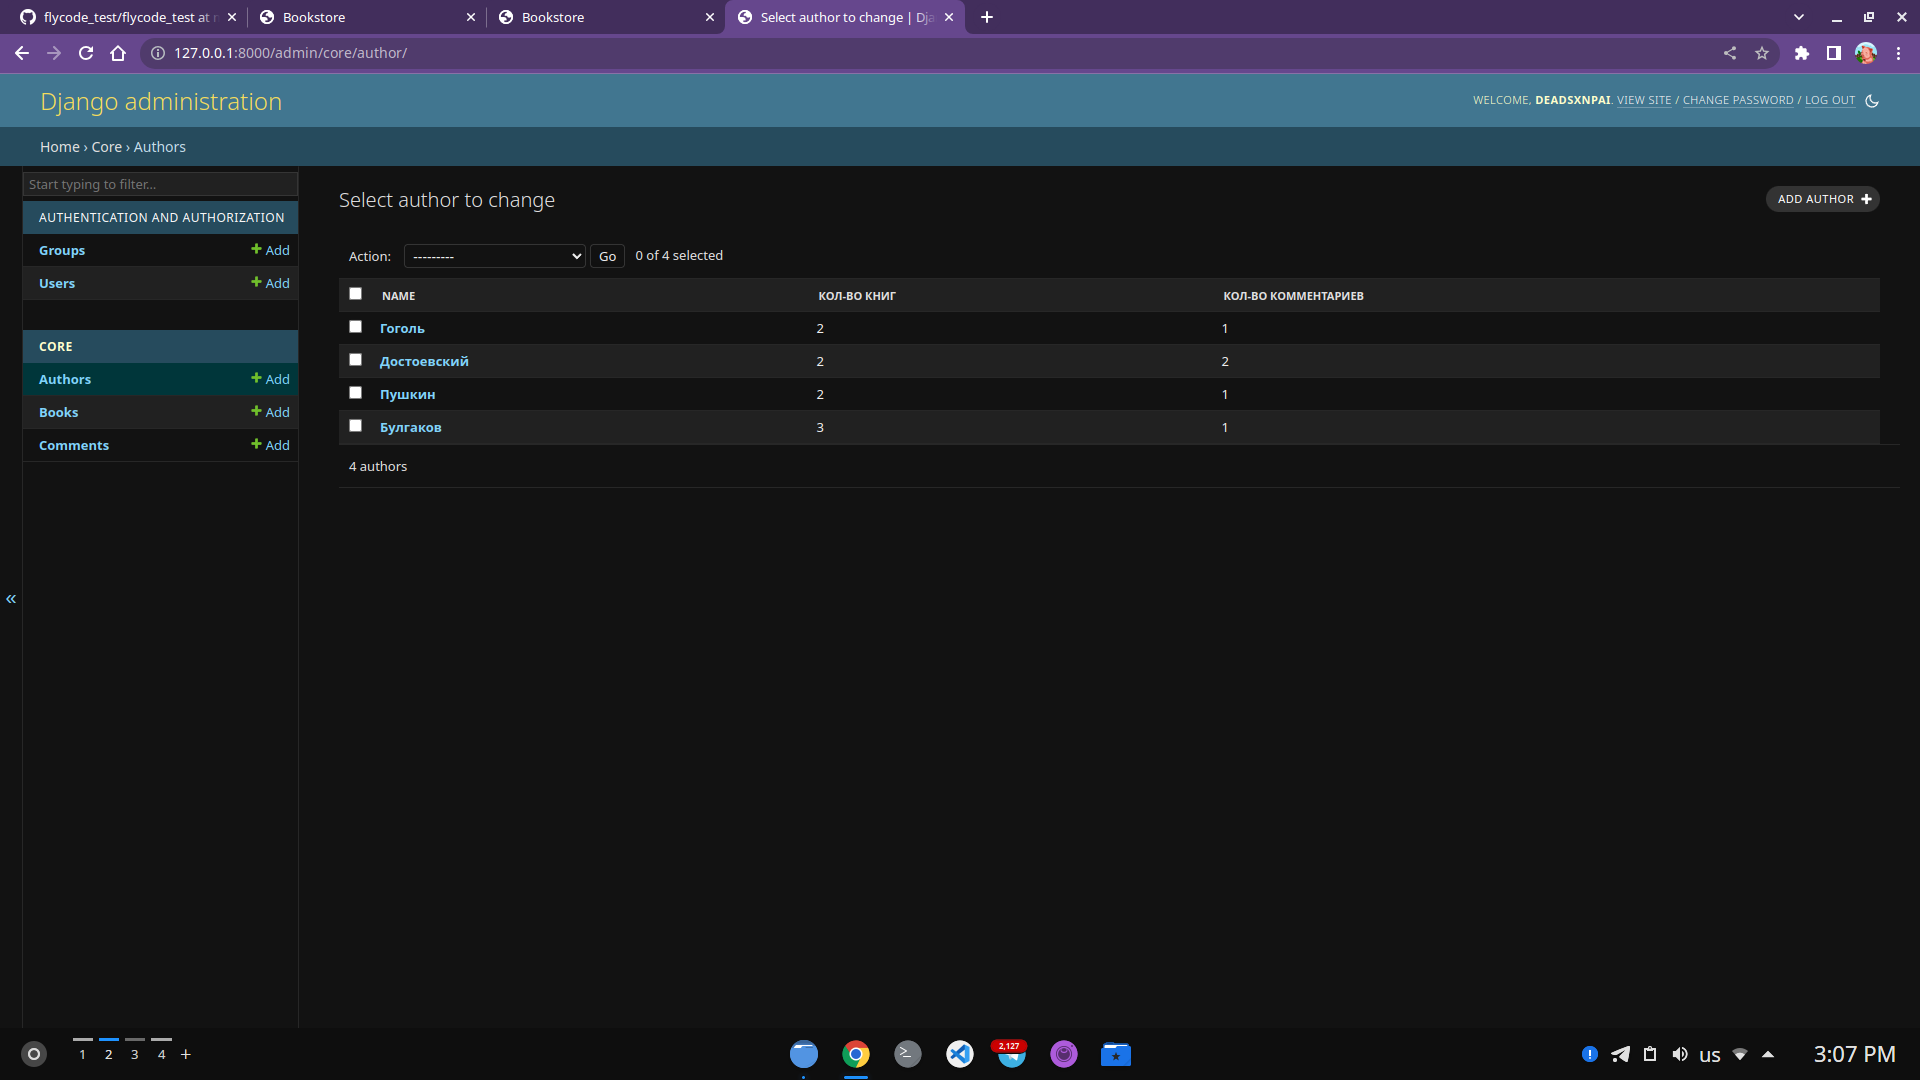 flycode_test/flycode_test at
Bookstore
Bookstore
Select author to change | Dja
127.0.0.1:8000/admin/core/author/
Django administration
WELCOME, DEADSXNPAI. VIEW SITE / CHANGE PASSWORD / LOG OUT
Home › Core › Authors
Start typing to filter...
AUTHENTICATION AND AUTHORIZATION
Groups + Add
Users + Add
CORE
Authors + Add
Books + Add
Comments + Add
«
Select author to change
ADD AUTHOR +
Action: --------- Go 0 of 4 selected
NAME КОЛ-ВО КНИГ КОЛ-ВО КОММЕНТАРИЕВ
Гоголь 2 1
Достоевский 2 2
Пушкин 2 1
Булгаков 3 1
4 authors
1 2 3 4 +
2,127
us
3:07 PM